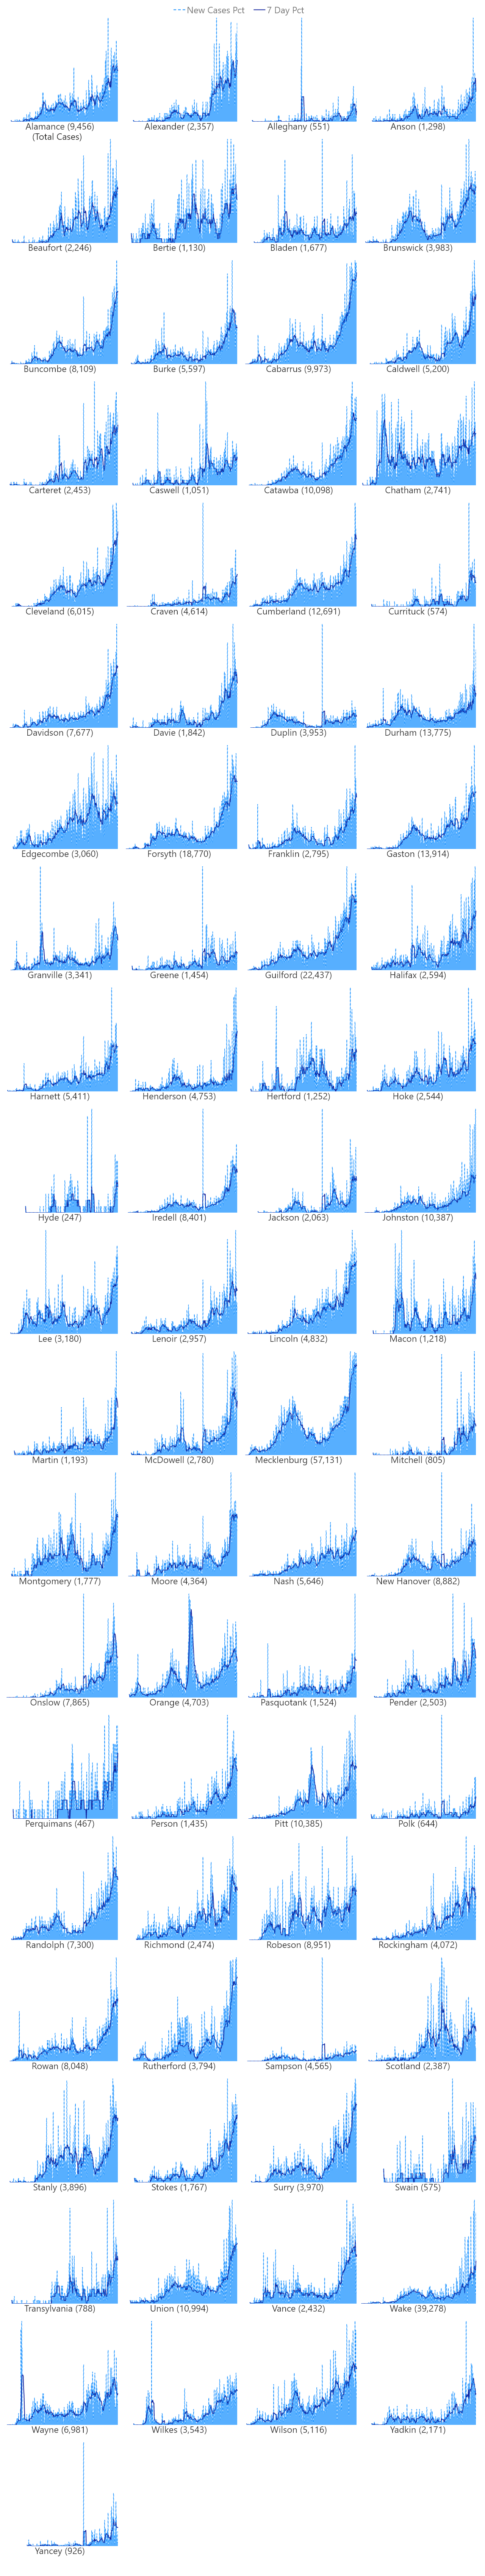 New Cases Pct 7 Day Pct
Alamance (9,456) Alexander (2,357) Alleghany (551) Anson (1,298)
(Total Cases)
Beaufort (2,246) Bertie (1,130) Bladen (1,677) Brunswick (3,983)
Buncombe (8,109) Burke (5,597) Cabarrus (9,973) Caldwell (5,200)
Carteret (2,453) Caswell (1,051) Catawba (10,098) Chatham (2,741)
Cleveland (6,015) Craven (4,614) Cumberland (12,691) Currituck (574)
Davidson (7,677) Davie (1,842) Duplin (3,953) Durham (13,775)
Edgecombe (3,060) Forsyth (18,770) Franklin (2,795) Gaston (13,914)
Granville (3,341) Greene (1,454) Guilford (22,437) Halifax (2,594)
Harnett (5,411) Henderson (4,753) Hertford (1,252) Hoke (2,544)
Hyde (247) Iredell (8,401) Jackson (2,063) Johnston (10,387)
Lee (3,180) Lenoir (2,957) Lincoln (4,832) Macon (1,218)
Martin (1,193) McDowell (2,780) Mecklenburg (57,131) Mitchell (805)
Montgomery (1,777) Moore (4,364) Nash (5,646) New Hanover (8,882)
Onslow (7,865) Orange (4,703) Pasquotank (1,524) Pender (2,503)
Perquimans (467) Person (1,435) Pitt (10,385) Polk (644)
Randolph (7,300) Richmond (2,474) Robeson (8,951) Rockingham (4,072)
Rowan (8,048) Rutherford (3,794) Sampson (4,565) Scotland (2,387)
Stanly (3,896) Stokes (1,767) Surry (3,970) Swain (575)
Transylvania (788) Union (10,994) Vance (2,432) Wake (39,278)
Wayne (6,981) Wilkes (3,543) Wilson (5,116) Yadkin (2,171)
Yancey (926)